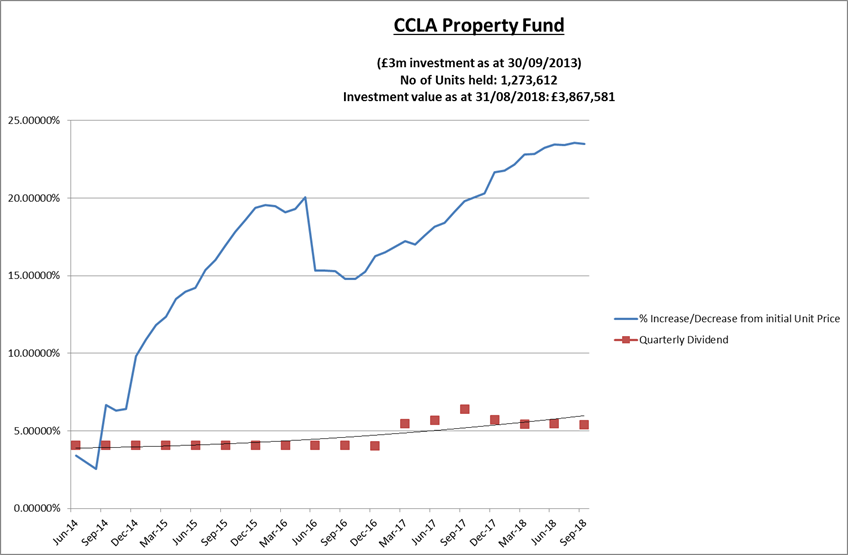 CCLA Property Fund
(£3m investment as at 30/09/2013)
No of Units held: 1,273,612
Investment value as at 31/08/2018: £3,867,581
25.00000%
20.00000%
15.00000%
10.00000%
5.00000%
0.00000%
Jun-14
Sep-14
Dec-14
Mar-15
Jun-15
Sep-15
Dec-15
Mar-16
Jun-16
Sep-16
Dec-16
Mar-17
Jun-17
Sep-17
Dec-17
Mar-18
Jun-18
Sep-18
% Increase/Decrease from initial Unit Price
Quarterly Dividend